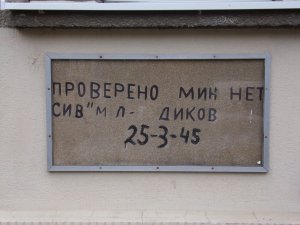 ПРОВЕРЕНО МИН НЕТ
СИВ"М Л- ДИКОВ
25-3-45